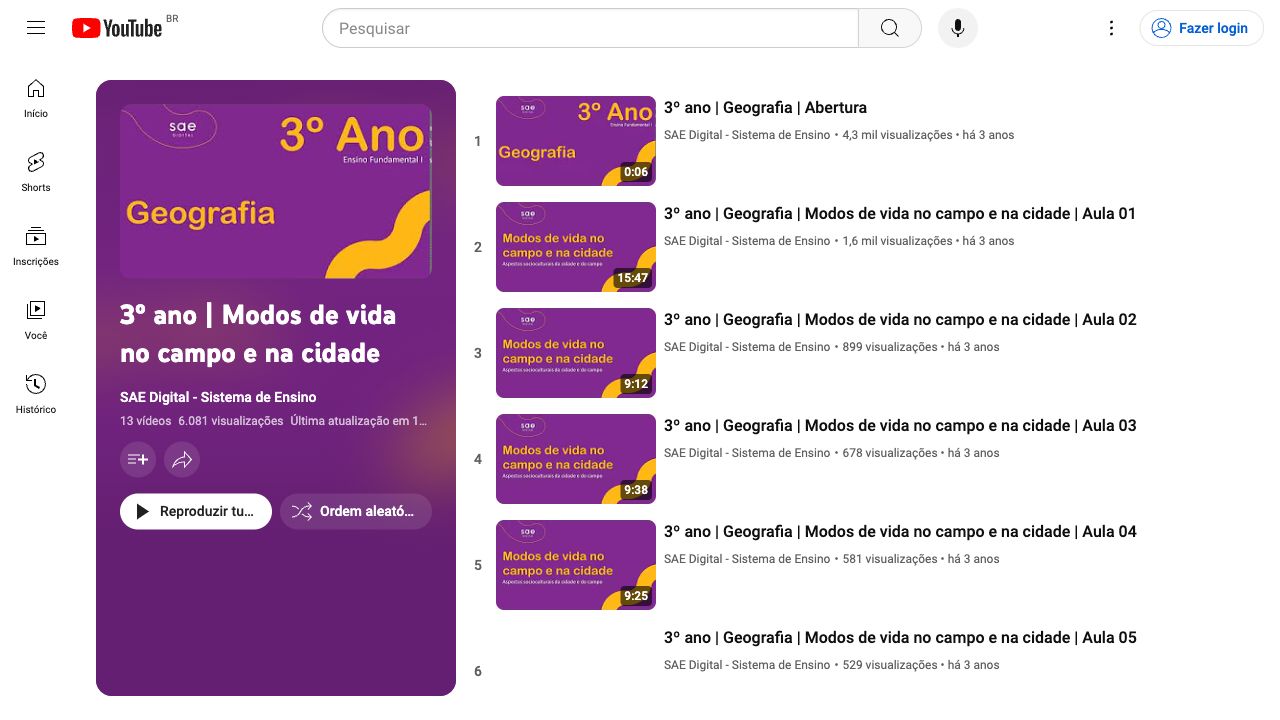 YouTube BR
Pesquisar
Fazer login
Início
Shorts
Inscrições
Você
Histórico
sae
DIGITAL
3º Ano
Ensino Fundamental I
Geografia
3º ano | Modos de vida
no campo e na cidade
SAE Digital - Sistema de Ensino
13 vídeos 6.081 visualizações Última atualização em 1...
Reproduzir tu...
Ordem aleató...
1
sae
3º Ano
Ensino Fundamental I
Geografia
0:06
3º ano | Geografia | Abertura
SAE Digital - Sistema de Ensino • 4,3 mil visualizações • há 3 anos
2
sae
Modos de vida no
campo e na cidade
Aspectos socioculturais da cidade e do campo
15:47
3º ano | Geografia | Modos de vida no campo e na cidade | Aula 01
SAE Digital - Sistema de Ensino • 1,6 mil visualizações • há 3 anos
3
sae
Modos de vida no
campo e na cidade
Aspectos socioculturais da cidade e do campo
9:12
3º ano | Geografia | Modos de vida no campo e na cidade | Aula 02
SAE Digital - Sistema de Ensino • 899 visualizações • há 3 anos
4
sae
Modos de vida no
campo e na cidade
Aspectos socioculturais da cidade e do campo
9:38
3º ano | Geografia | Modos de vida no campo e na cidade | Aula 03
SAE Digital - Sistema de Ensino • 678 visualizações • há 3 anos
5
sae
Modos de vida no
campo e na cidade
Aspectos socioculturais da cidade e do campo
9:25
3º ano | Geografia | Modos de vida no campo e na cidade | Aula 04
SAE Digital - Sistema de Ensino • 581 visualizações • há 3 anos
6
3º ano | Geografia | Modos de vida no campo e na cidade | Aula 05
SAE Digital - Sistema de Ensino • 529 visualizações • há 3 anos